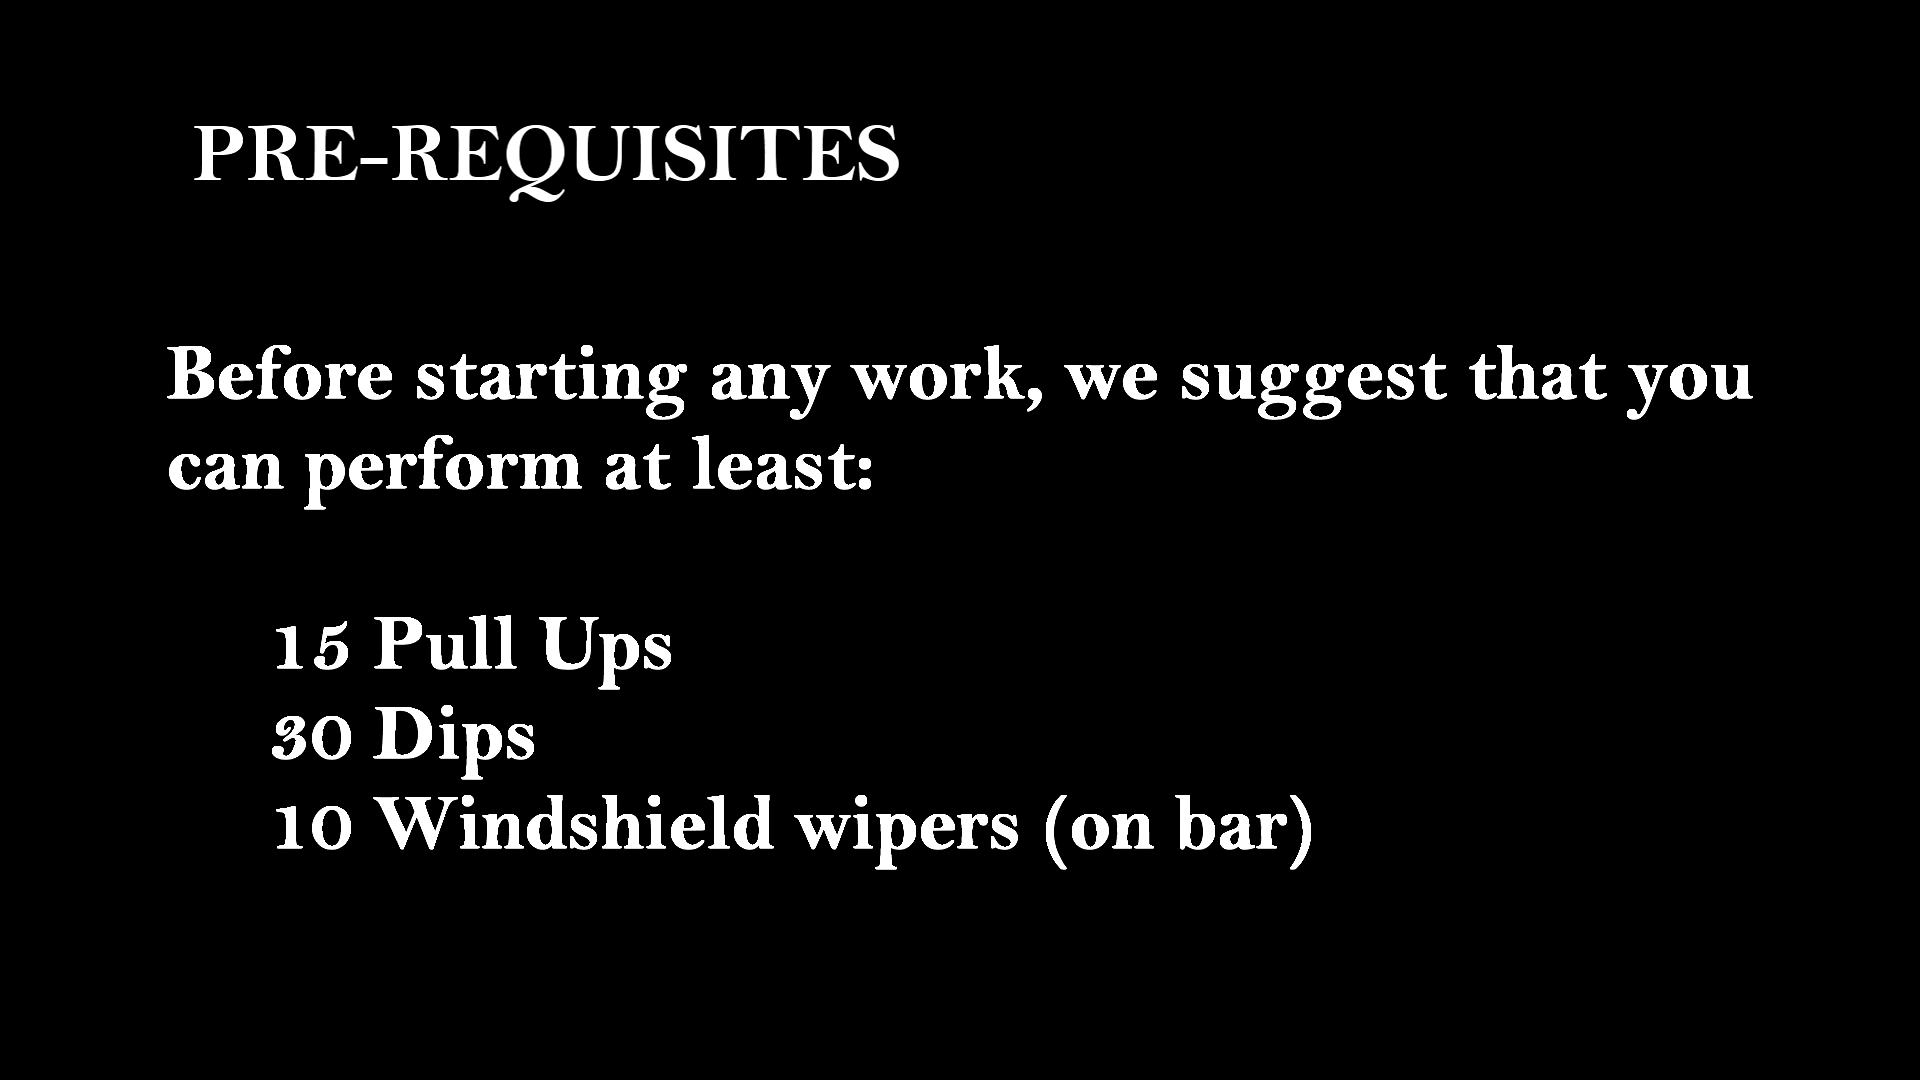 PRE-REQUISITES
Before starting any work, we suggest that you
can perform at least:
15 Pull Ups
30 Dips
10 Windshield wipers (on bar)